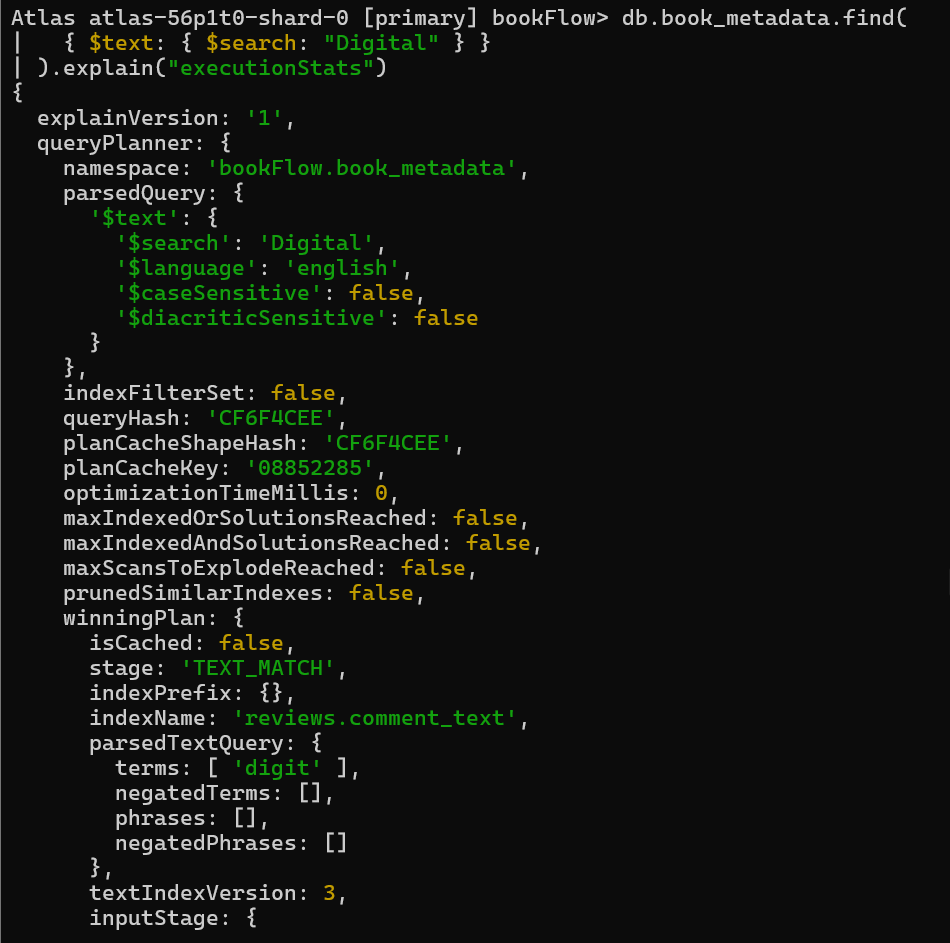 Atlas atlas-56p1t0-shard-0 [primary] bookFlow> db.book_metadata.find(
|   { $text: { $search: "Digital" } }
| ).explain("executionStats")
{
  explainVersion: '1',
  queryPlanner: {
    namespace: 'bookFlow.book_metadata',
    parsedQuery: {
      '$text': {
        '$search': 'Digital',
        '$language': 'english',
        '$caseSensitive': false,
        '$diacriticSensitive': false
      }
    },
    indexFilterSet: false,
    queryHash: 'CF6F4CEE',
    planCacheShapeHash: 'CF6F4CEE',
    planCacheKey: '08852285',
    optimizationTimeMillis: 0,
    maxIndexedOrSolutionsReached: false,
    maxIndexedAndSolutionsReached: false,
    maxScansToExplodeReached: false,
    prunedSimilarIndexes: false,
    winningPlan: {
      isCached: false,
      stage: 'TEXT_MATCH',
      indexPrefix: {},
      indexName: 'reviews.comment_text',
      parsedTextQuery: {
        terms: [ 'digit' ],
        negatedTerms: [],
        phrases: [],
        negatedPhrases: []
      },
      textIndexVersion: 3,
      inputStage: {